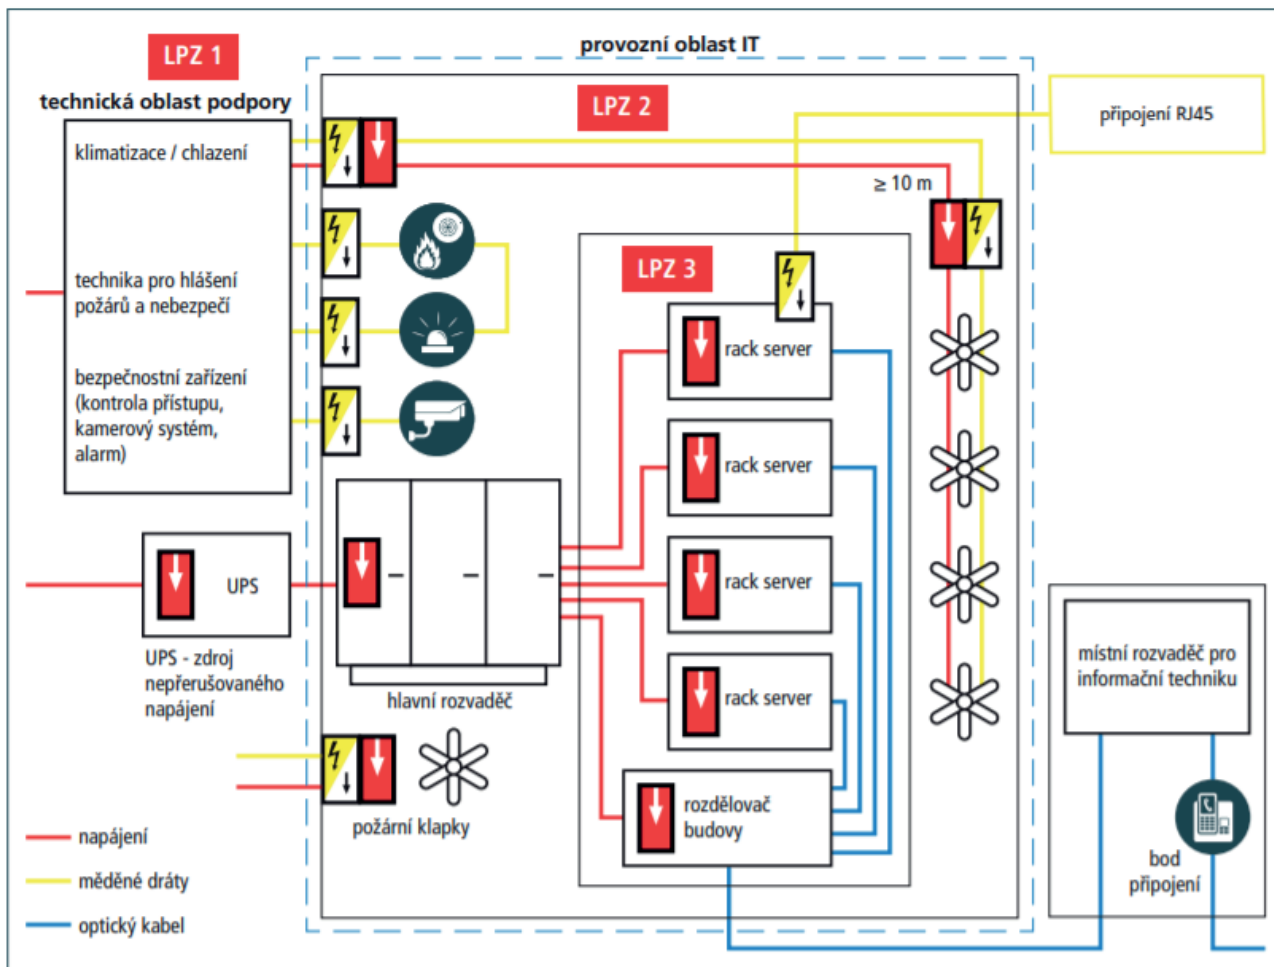 LPZ 1
provozní oblast IT
technická oblast podpory
LPZ 2
klimatizace / chlazení
připojení RJ45
≥ 10 m
technika pro hlášení
požárů a nebezpečí
LPZ 3
rack server
bezpečnostní zařízení
(kontrola přístupu,
kamerový systém,
alarm)
rack server
UPS
rack server
UPS - zdroj
nepřerušovaného
napájení
hlavní rozvaděč
rack server
místní rozvaděč pro
informační techniku
požární klapky
rozdělovač
budovy
bod
připojení
napájení
měděné dráty
optický kabel